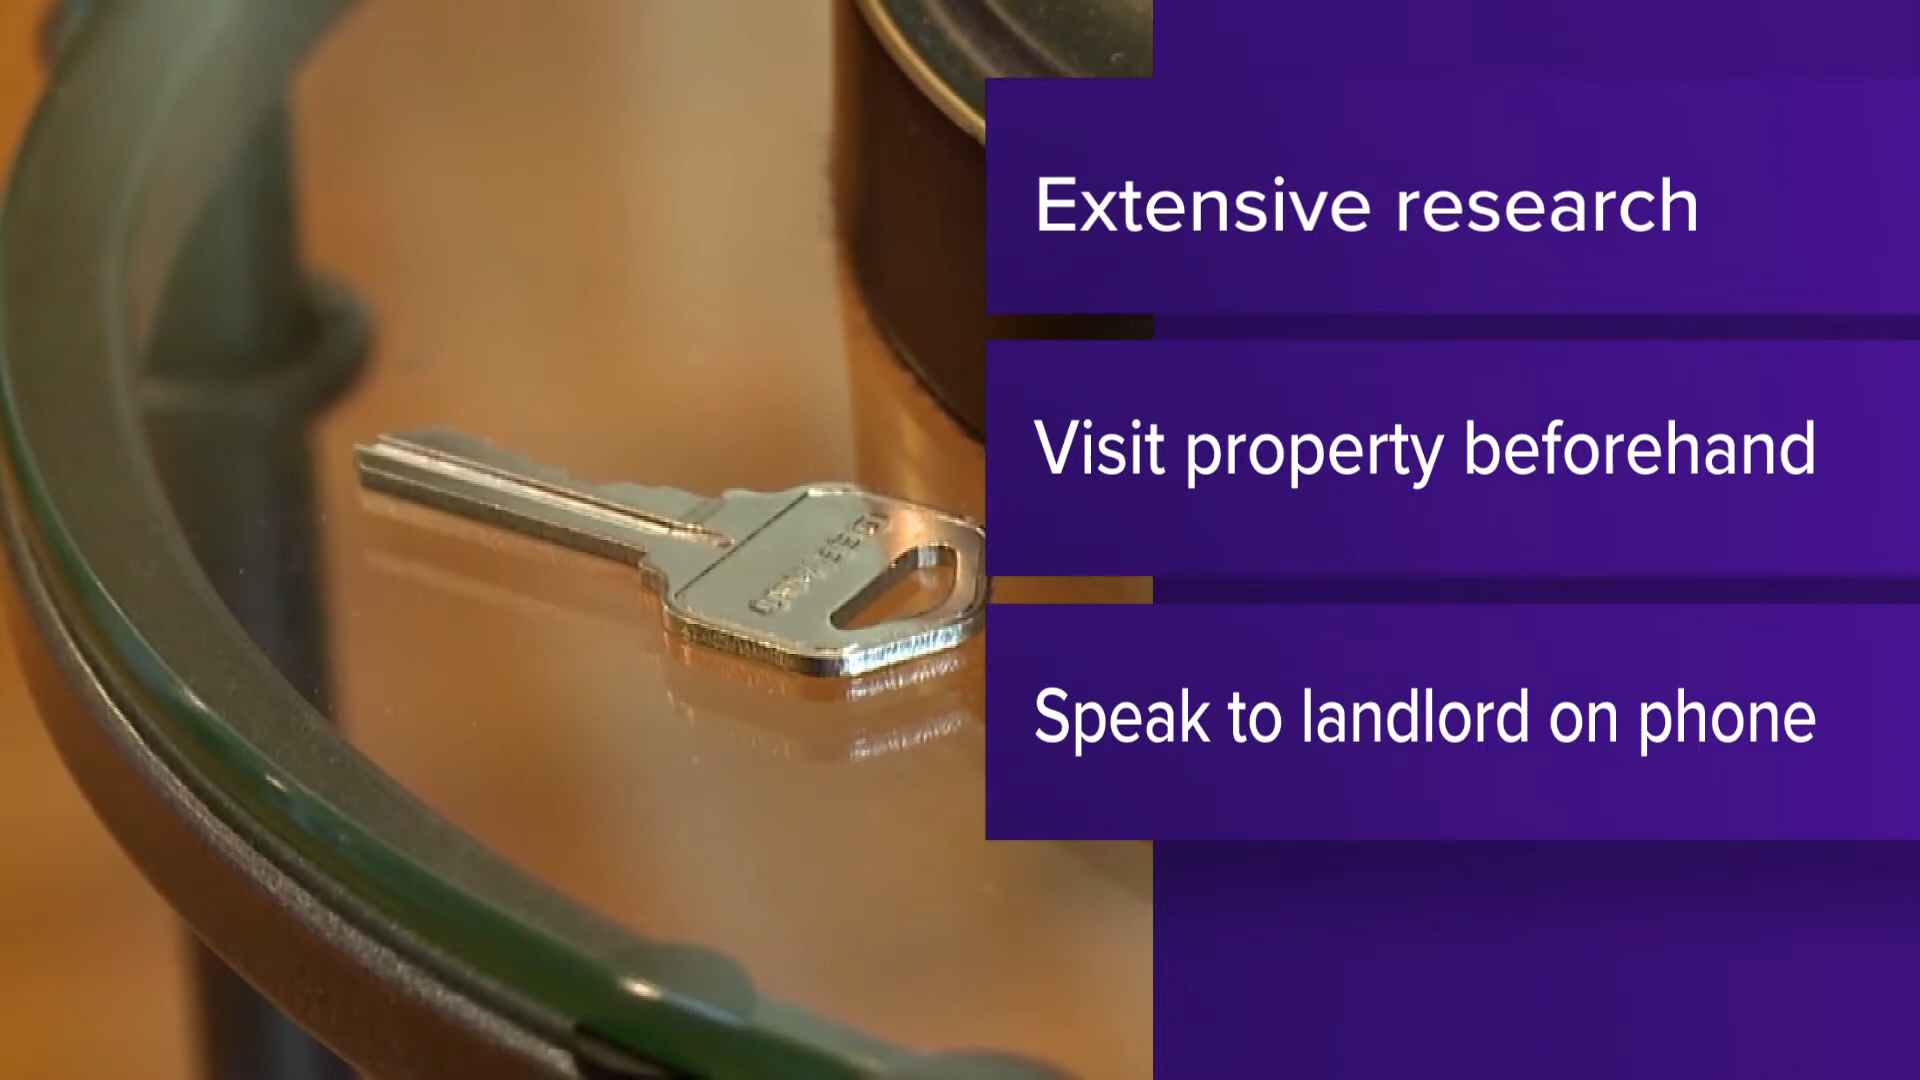 Extensive research
Visit property beforehand
Speak to landlord on phone